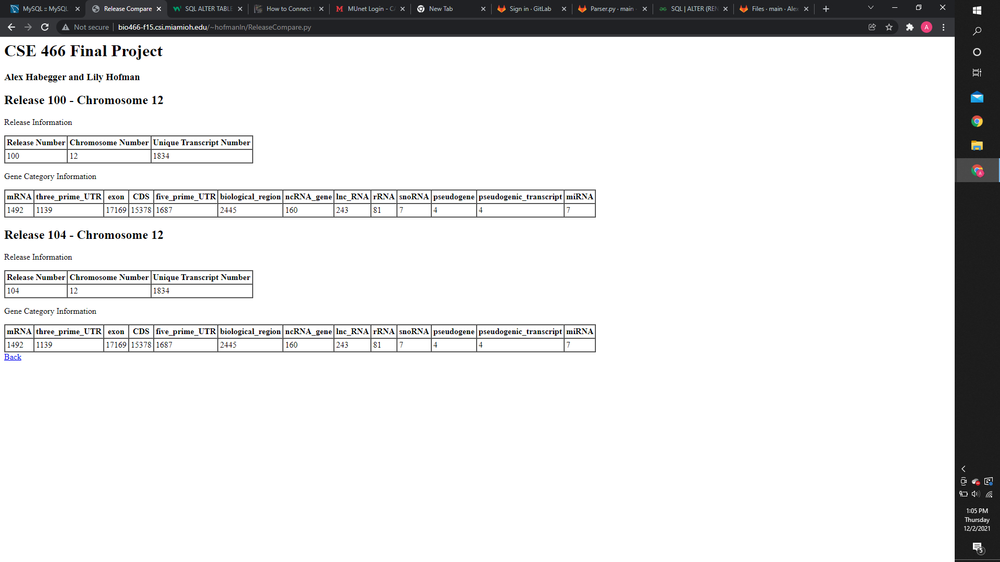 MySQL :: MySQL
Release Compare
SQL ALTER TABLE
How to Connect
MUnet Login - CA
New Tab
Sign in · GitLab
Parser.py · main
SQL | ALTER (REN
Files · main · Alex
Not secure
bio466-f15.csi.miamioh.edu/~hofmanln/ReleaseCompare.py
A
CSE 466 Final Project
Alex Habegger and Lily Hofman
Release 100 - Chromosome 12
Release Information
Release Number Chromosome Number Unique Transcript Number
100 12 1834
Gene Category Information
mRNA three_prime_UTR exon CDS five_prime_UTR biological_region ncRNA_gene lnc_RNA rRNA snoRNA pseudogene pseudogenic_transcript miRNA
1492 1139 17169 15378 1687 2445 160 243 81 7 4 4 7
Release 104 - Chromosome 12
Release Information
Release Number Chromosome Number Unique Transcript Number
104 12 1834
Gene Category Information
mRNA three_prime_UTR exon CDS five_prime_UTR biological_region ncRNA_gene lnc_RNA rRNA snoRNA pseudogene pseudogenic_transcript miRNA
1492 1139 17169 15378 1687 2445 160 243 81 7 4 4 7
Back
1:05 PM
Thursday
12/2/2021
5